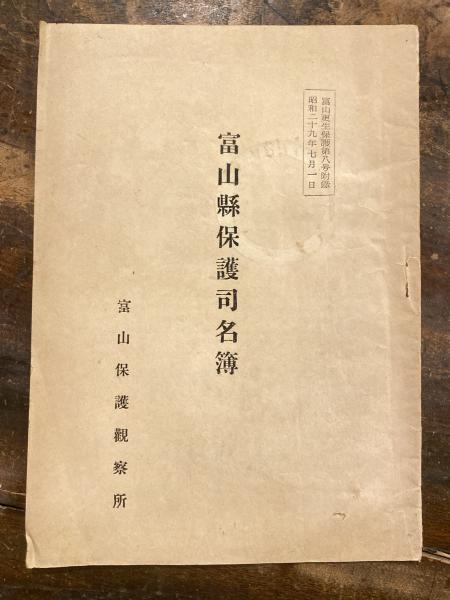 富山更生保護第八号附録
昭和二十九年七月一日
富山縣保護司名簿
富山保護觀察所